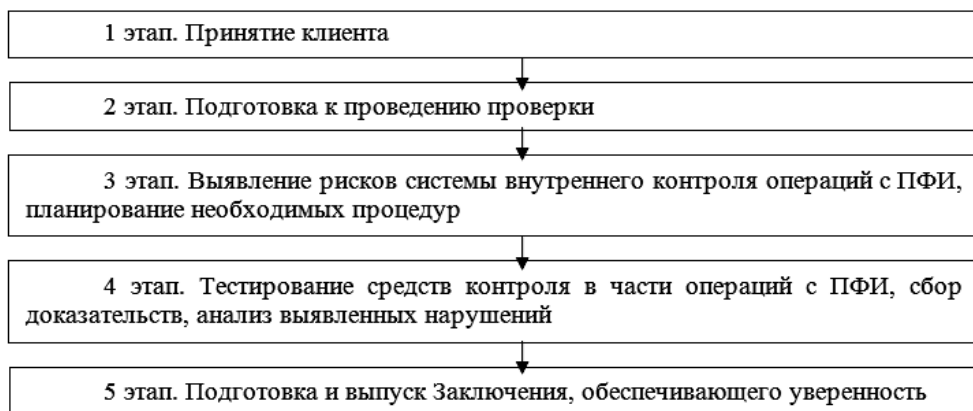 1 этап. Принятие клиента
2 этап. Подготовка к проведению проверки
3 этап. Выявление рисков системы внутреннего контроля операций с ПФИ,
планирование необходимых процедур
4 этап. Тестирование средств контроля в части операций с ПФИ, сбор
доказательств, анализ выявленных нарушений
5 этап. Подготовка и выпуск Заключения, обеспечивающего уверенность